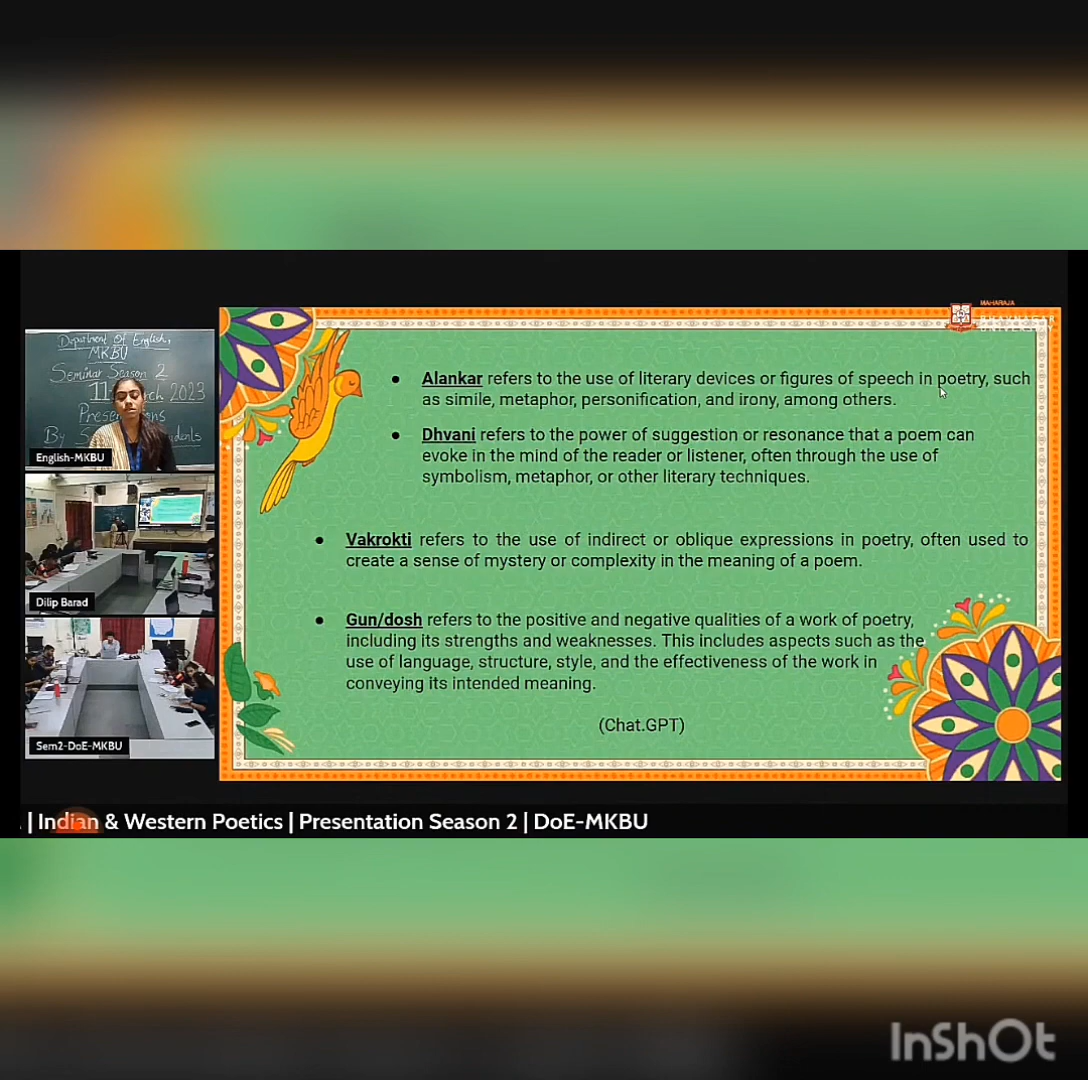 MAHARAJA
BHAVNAGAR
UNIVERSITY
Department Of English,
MKBU
Seminar Season 2
11 2023
By
English-MKBU
Dilip Barad
Sem2-DoE-MKBU
• Alankar refers to the use of literary devices or figures of speech in poetry, such
as simile, metaphor, personification, and irony, among others.
• Dhvani refers to the power of suggestion or resonance that a poem can
evoke in the mind of the reader or listener, often through the use of
symbolism, metaphor, or other literary techniques.
• Vakrokti refers to the use of indirect or oblique expressions in poetry, often used to
create a sense of mystery or complexity in the meaning of a poem.
• Gun/dosh refers to the positive and negative qualities of a work of poetry,
including its strengths and weaknesses. This includes aspects such as the
use of language, structure, style, and the effectiveness of the work in
conveying its intended meaning.
(Chat.GPT)
| Indian & Western Poetics | Presentation Season 2 | DoE-MKBU
InShOt